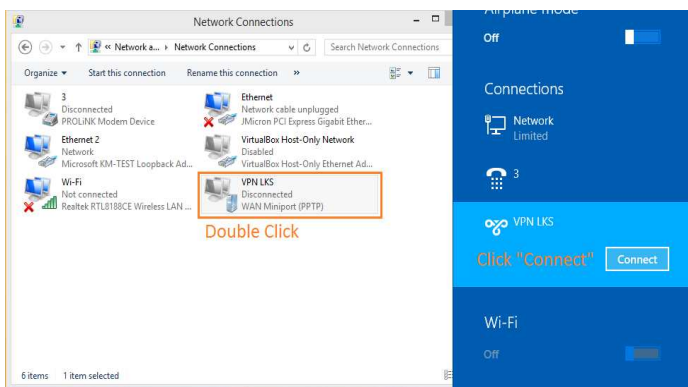 Network Connections
« Network a... Network Connections
Search Network Connections
Organize
Start this connection
Rename this connection
»
3
Disconnected
PROLiNK Modem Device
Ethernet
Network cable unplugged
JMicron PCI Express Gigabit Ether...
Ethernet 2
Network
Microsoft KM-TEST Loopback Ad...
VirtualBox Host-Only Network
Disabled
VirtualBox Host-Only Ethernet Ad...
Wi-Fi
Not connected
Realtek RTL8188CE Wireless LAN ...
VPN LKS
Disconnected
WAN Miniport (PPTP)
Double Click
6 items
1 item selected
Airplane mode
Off
Connections
Network
Limited
3
VPN LKS
Click "Connect"
Connect
Wi-Fi
Off